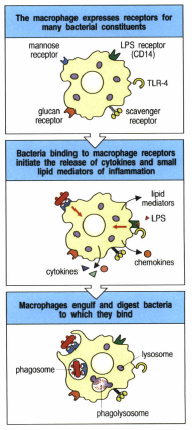 The macrophage expresses receptors for
many bacterial constituents
mannose
receptor
LPS receptor
(CD14)
TLR-4
glucan
receptor
scavenger
receptor
Bacteria binding to macrophage receptors
initiate the release of cytokines and small
lipid mediators of inflammation
lipid
mediators
LPS
chemokines
cytokines
Macrophages engulf and digest bacteria
to which they bind
lysosome
phagosome
phagolysosome